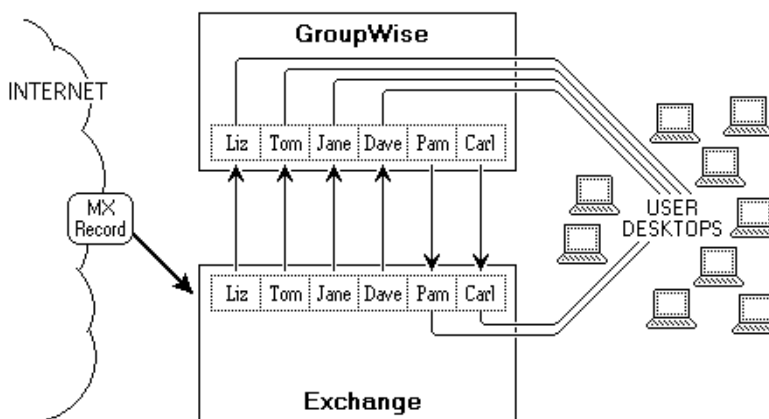 GroupWise
INTERNET
Liz Tom Jane Dave Pam Carl
MX
Record
USER
DESKTOPS
Liz Tom Jane Dave Pam Carl
Exchange